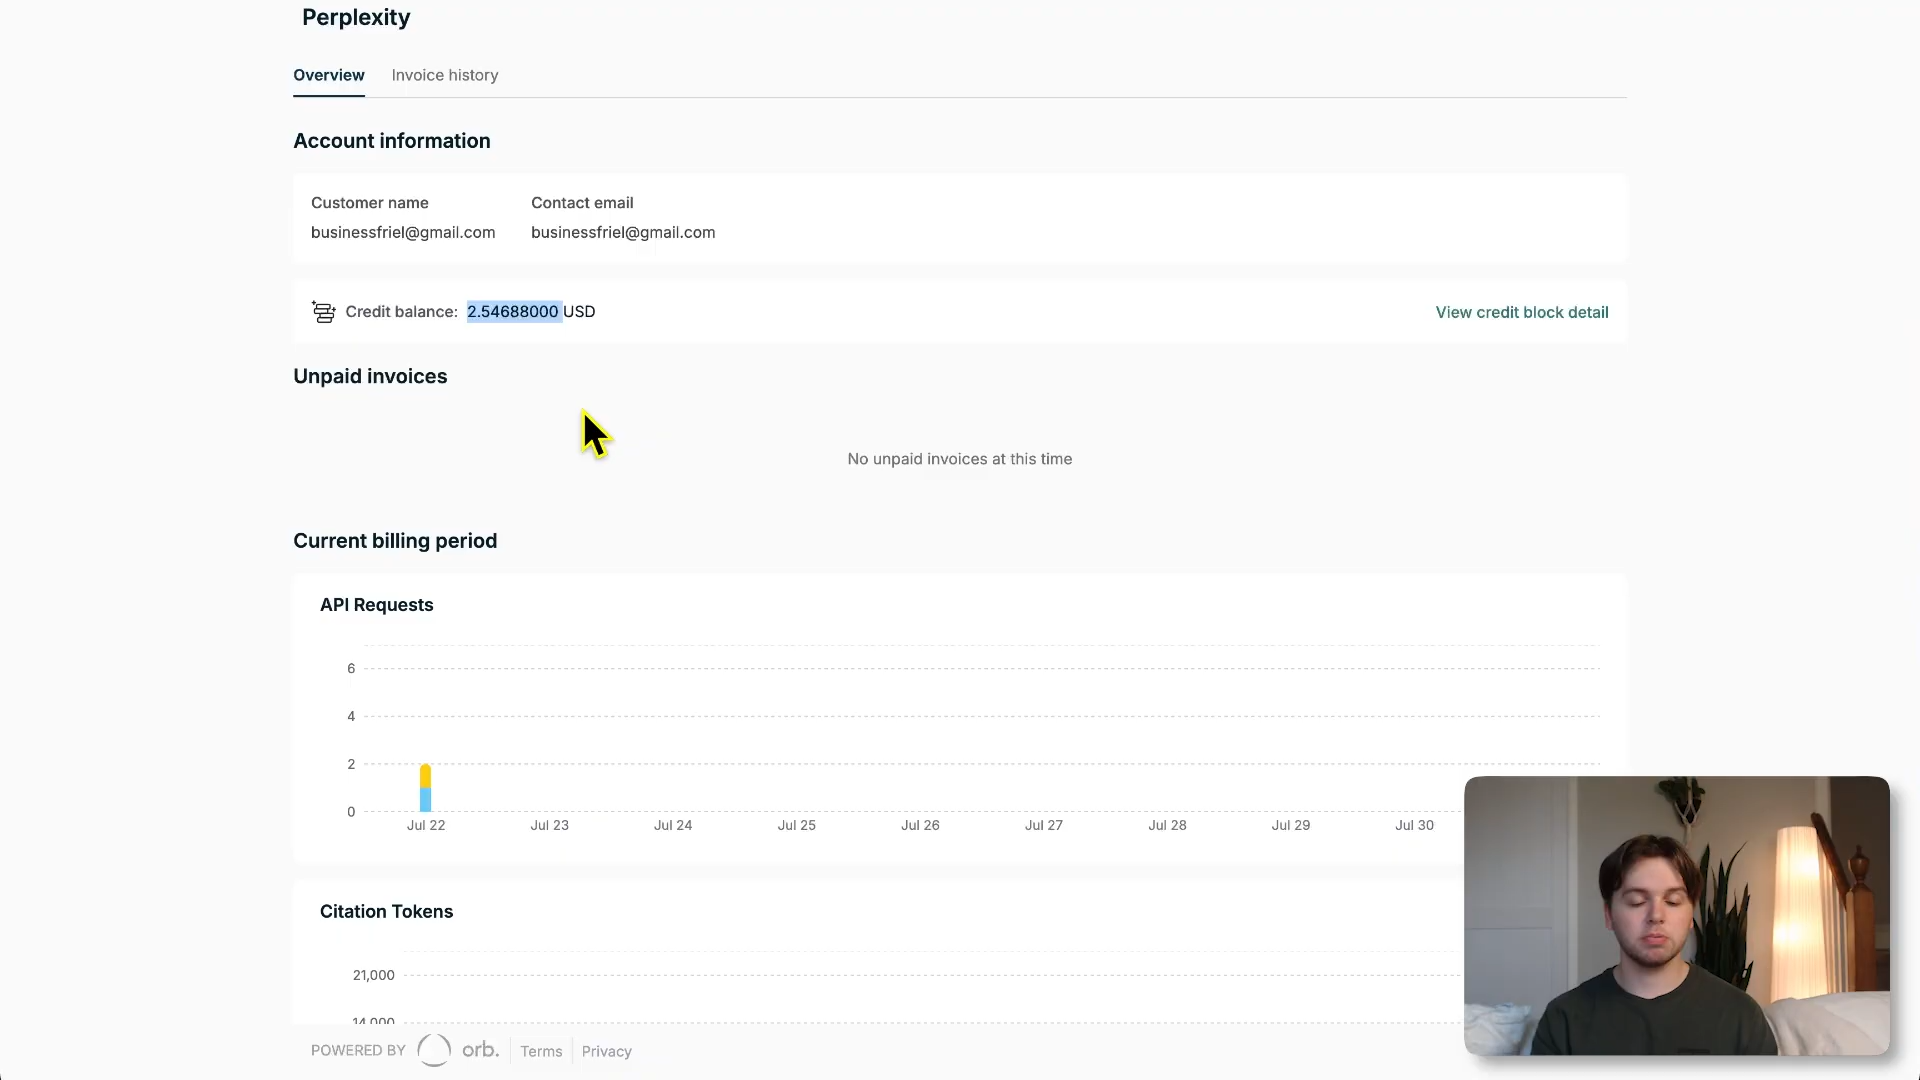 Perplexity
Overview Invoice history
Account information
Customer name Contact email
businessfriel@gmail.com businessfriel@gmail.com
Credit balance: 2.54688000 USD View credit block detail
Unpaid invoices
No unpaid invoices at this time
Current billing period
API Requests
6
4
2
0
Jul 22 Jul 23 Jul 24 Jul 25 Jul 26 Jul 27 Jul 28 Jul 29 Jul 30
Citation Tokens
21,000
14,000
POWERED BY orb. Terms Privacy